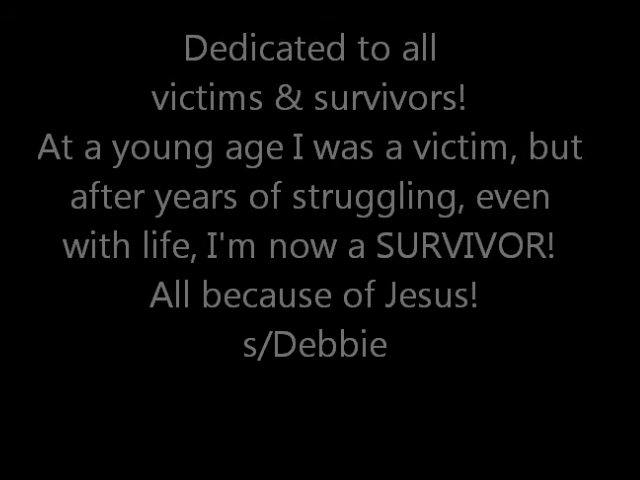 Dedicated to all
victims & survivors!
At a young age I was a victim, but
after years of struggling, even
with life, I'm now a SURVIVOR!
All because of Jesus!
s/Debbie